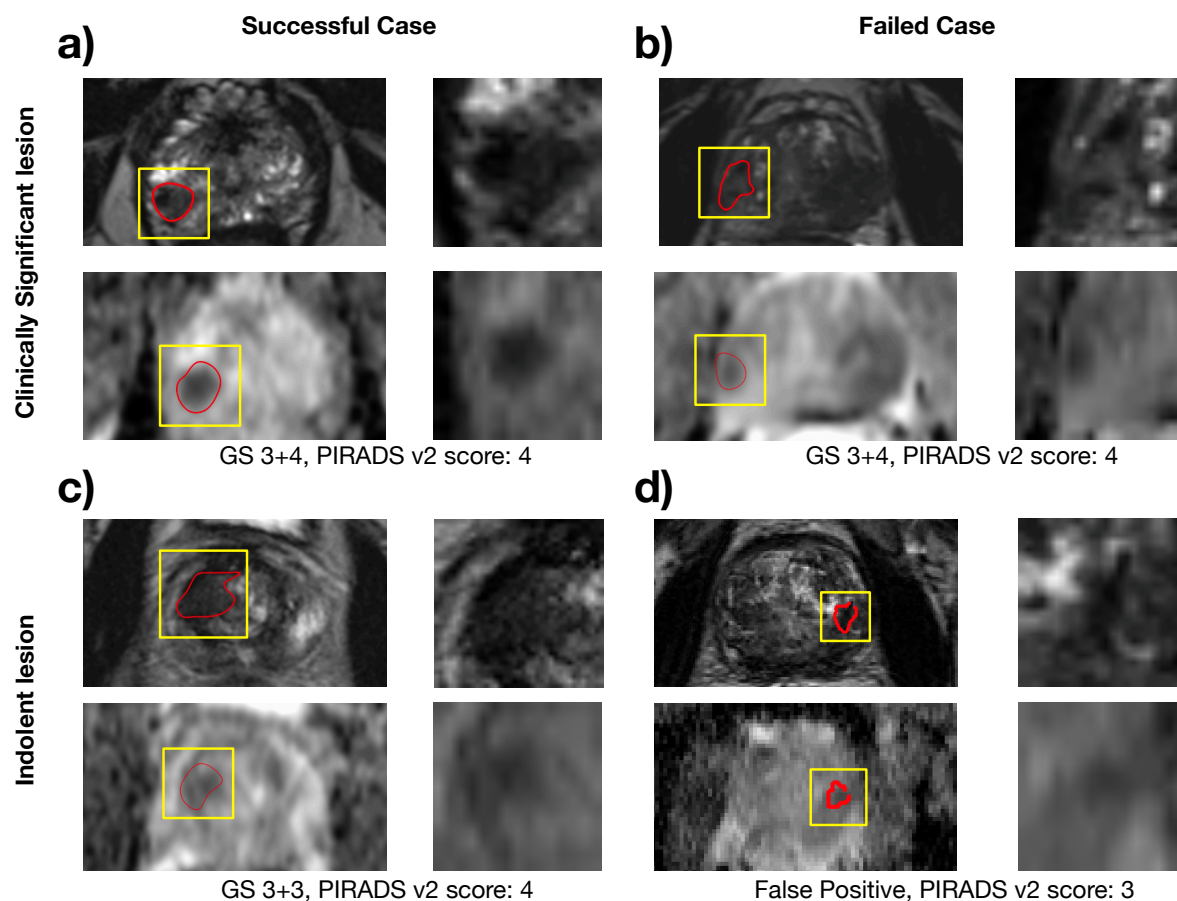 Successful Case
Failed Case
a)
b)
Clinically Significant lesion
GS 3+4, PIRADS v2 score: 4
GS 3+4, PIRADS v2 score: 4
c)
d)
Indolent lesion
GS 3+3, PIRADS v2 score: 4
False Positive, PIRADS v2 score: 3